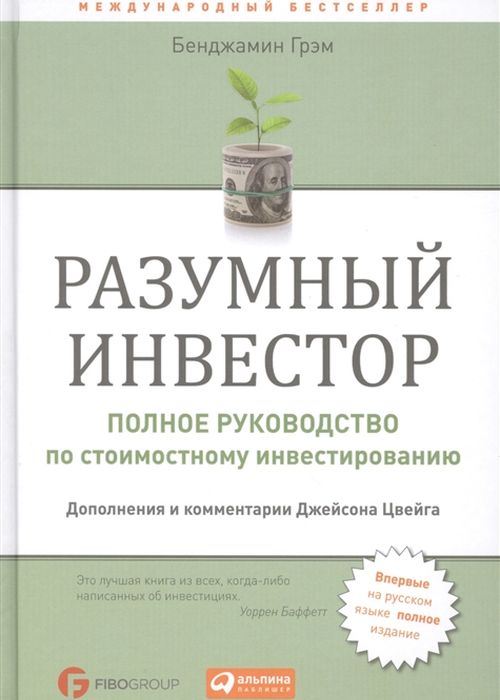 МЕЖДУНАРОДНЫЙ БЕСТСЕЛЛЕР
Бенджамин Грэм
РАЗУМНЫЙ
ИНВЕСТОР
ПОЛНОЕ РУКОВОДСТВО
ПО СТОИМОСТНОМУ ИНВЕСТИРОВАНИЮ
Дополнения и комментарии Джейсона Цвейга
Это лучшая книга из всех, когда-либо
написанных об инвестициях.
Уоррен Баффетт
Впервые
на русском
языке полное
издание
FIBOGROUP
АЛЬПИНА
ПАБЛИШЕР